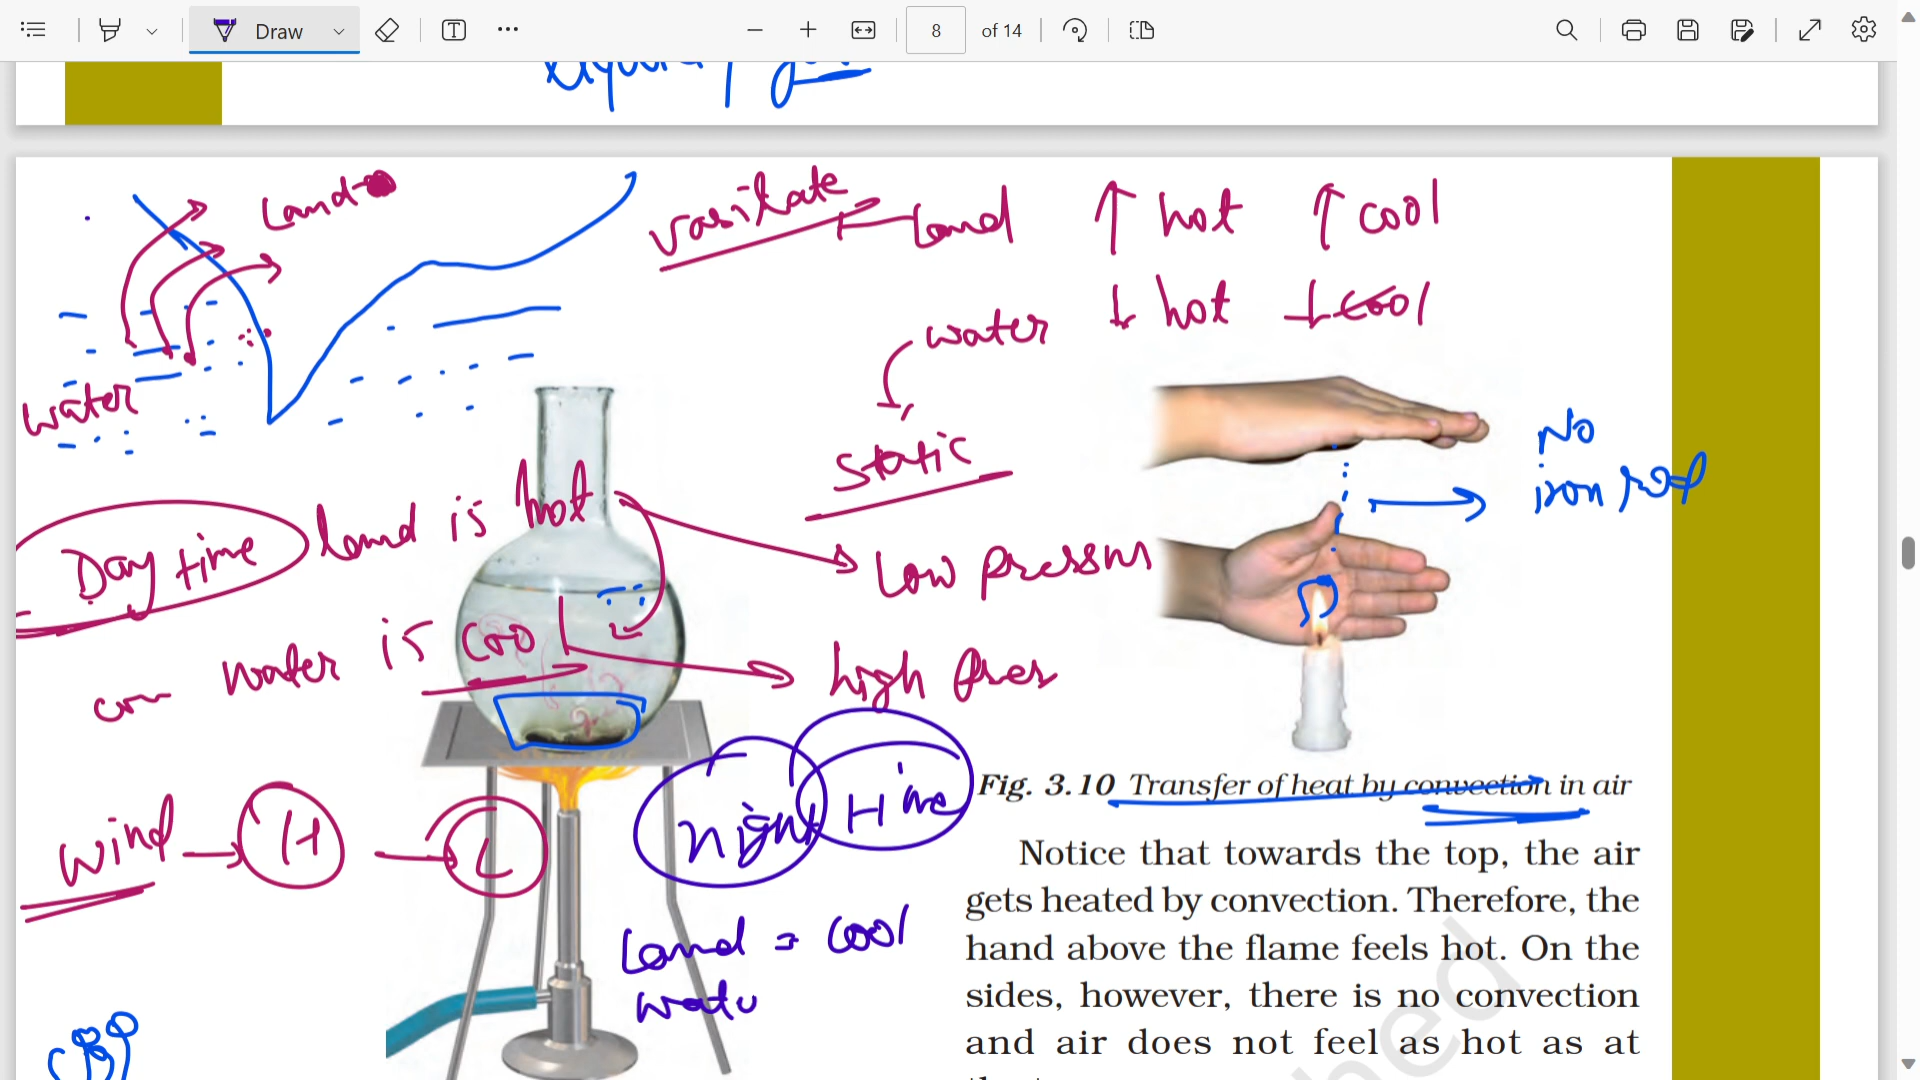 Draw
8 of 14
Land
land ↑ hot ↑ cool
water ↓ hot ↓ cool
water
static
No
iron rod
Day time land is hot
Low
water is cool
high pres
Night time
Wind → H → L
Land = cool
Fig. 3.10 Transfer of heat by convection in air
Notice that towards the top, the air
gets heated by convection. Therefore, the
hand above the flame feels hot. On the
sides, however, there is no convection
and air does not feel as hot as at